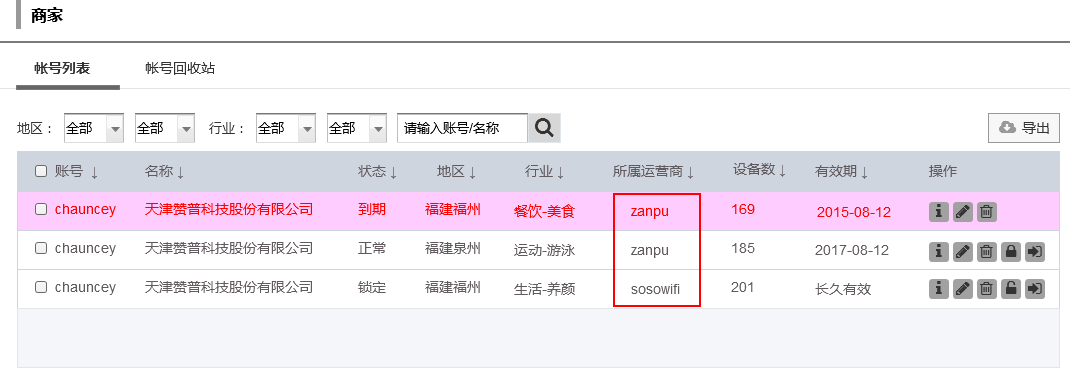 商家
帐号列表 帐号回收站
地区： 全部 全部 行业： 全部 全部 请输入账号/名称 导出
账号 ↓ 名称↓ 状态↓ 地区↓ 行业↓ 所属运营商↓ 设备数↓ 有效期↓ 操作
chauncey 天津赞普科技股份有限公司 到期 福建福州 餐饮-美食 zanpu 169 2015-08-12
chauncey 天津赞普科技股份有限公司 正常 福建泉州 运动-游泳 zanpu 185 2017-08-12
chauncey 天津赞普科技股份有限公司 锁定 福建福州 生活-养颜 sosowifi 201 长久有效